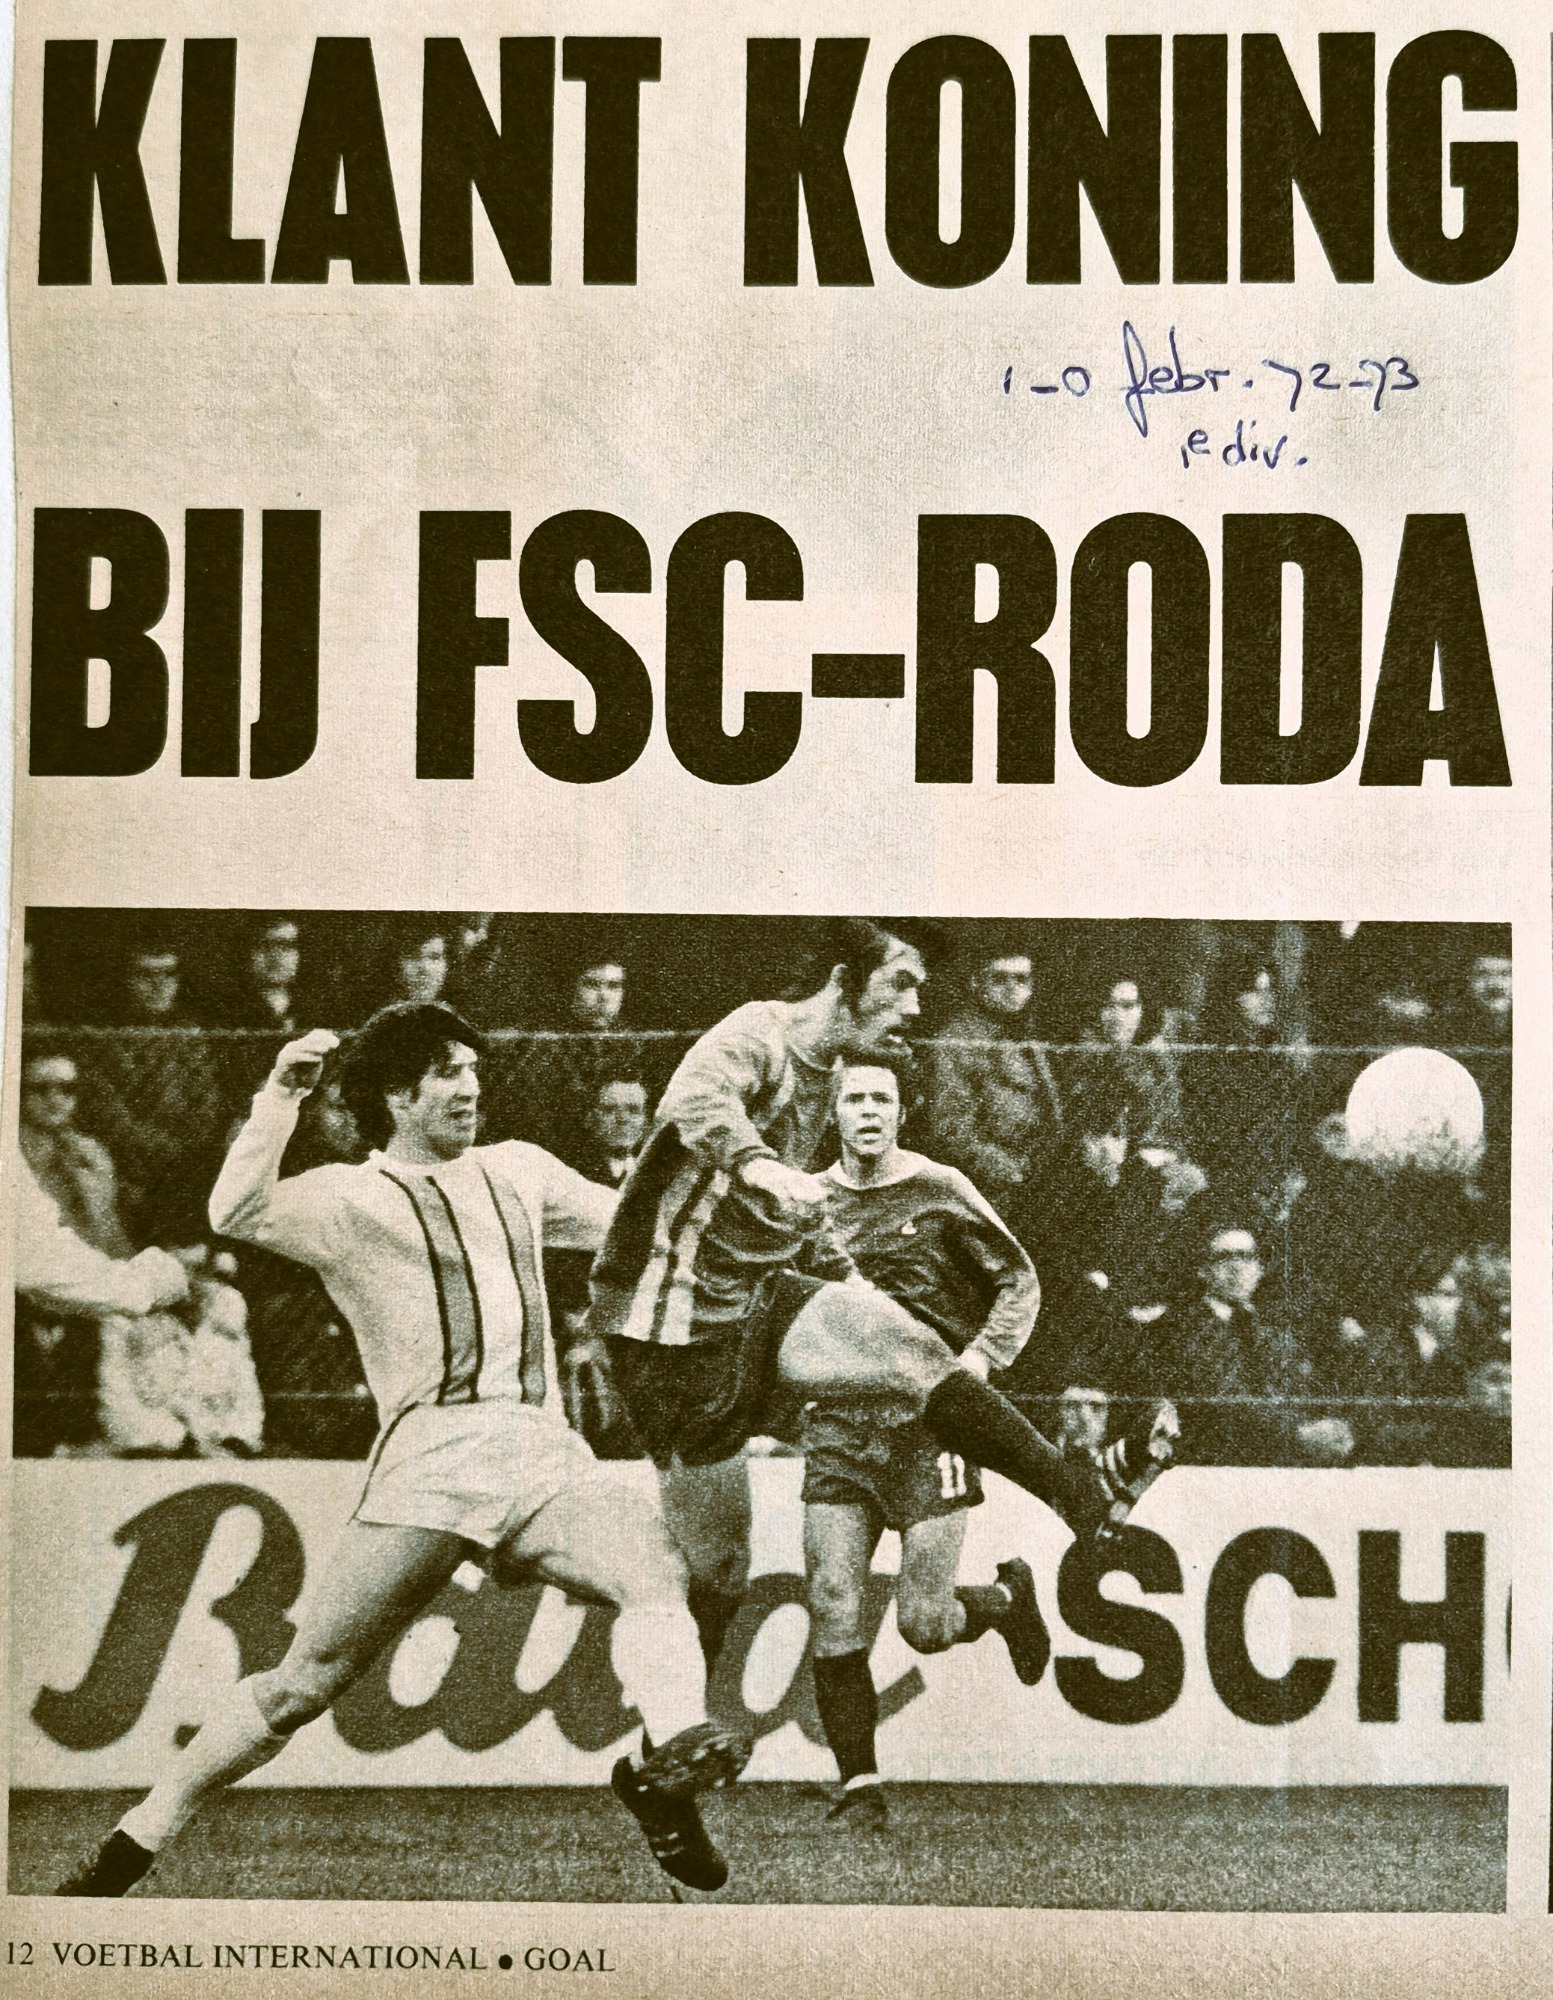 KLANT KONING
1-0 febr. 72-73
1e div.
BIJ FSC-RODA
11
SCH
12 VOETBAL INTERNATIONAL ● GOAL